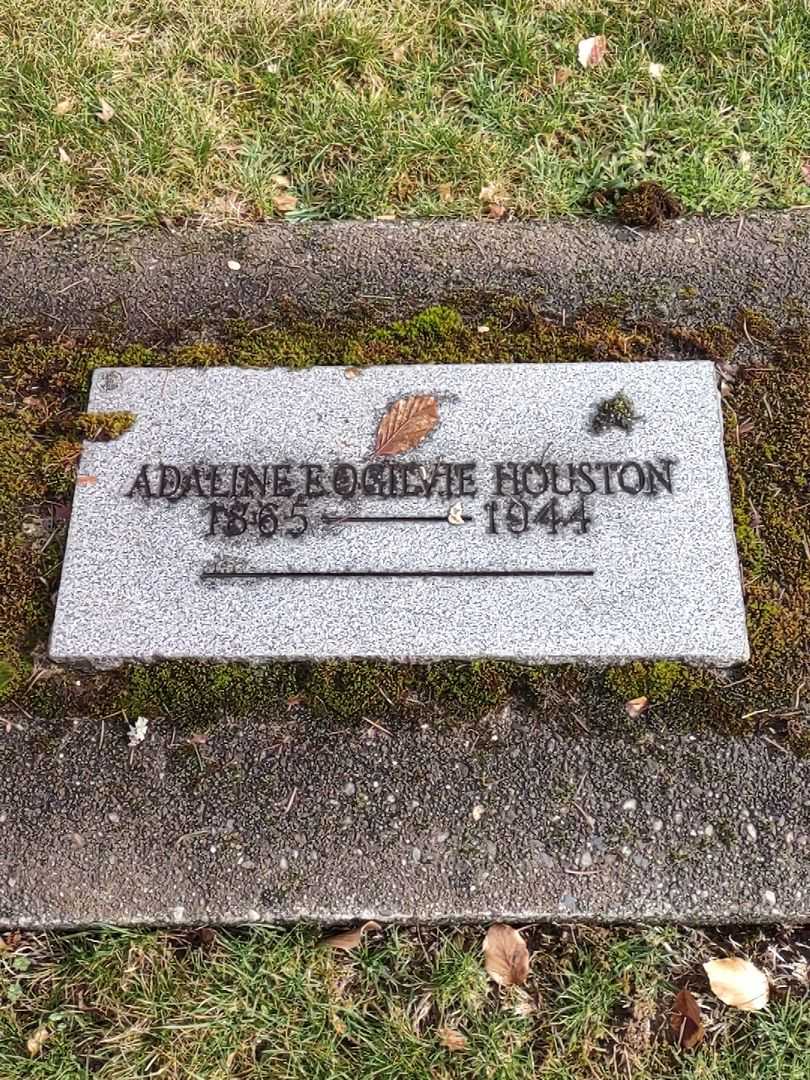 ADALINE E. OGILVIE HOUSTON
1865 — 1944